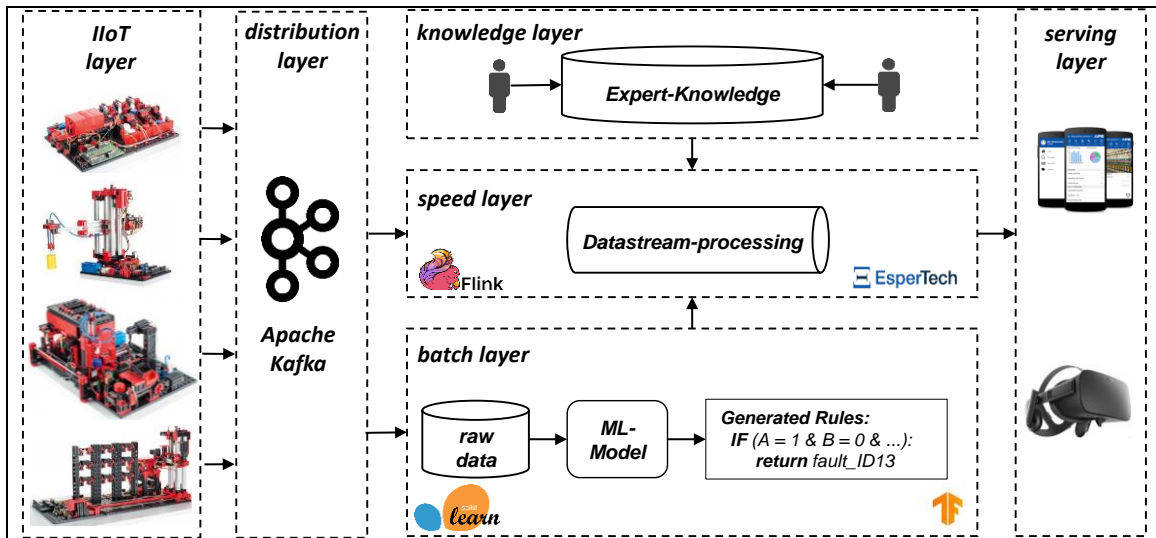 IIoT
layer
distribution
layer
Apache
Kafka
knowledge layer
Expert-Knowledge
speed layer
Datastream-processing
Flink
EsperTech
batch layer
raw
data
ML-
Model
Generated Rules:
IF (A = 1 & B = 0 & ...):
return fault_ID13
scikit
learn
serving
layer